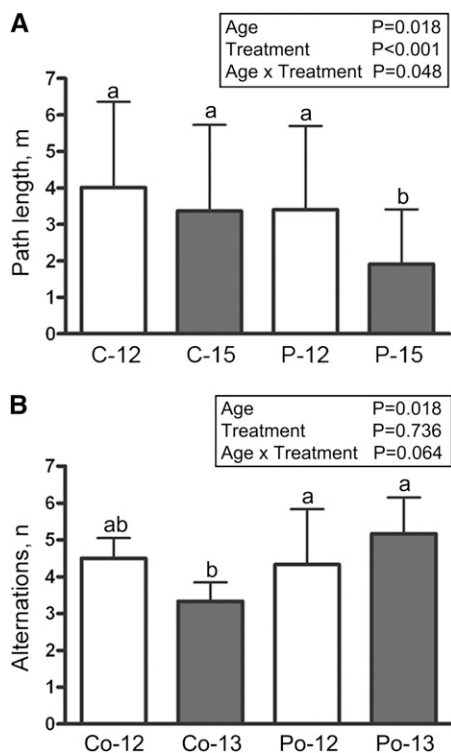 A
Age P=0.018
Treatment P<0.001
Age x Treatment P=0.048
Path length, m
7
6
5
4
3
2
1
0
a
a
a
b
C-12 C-15 P-12 P-15
B
Age P=0.018
Treatment P=0.736
Age x Treatment P=0.064
Alternations, n
7
6
5
4
3
2
1
0
ab
b
a
a
Co-12 Co-13 Po-12 Po-13